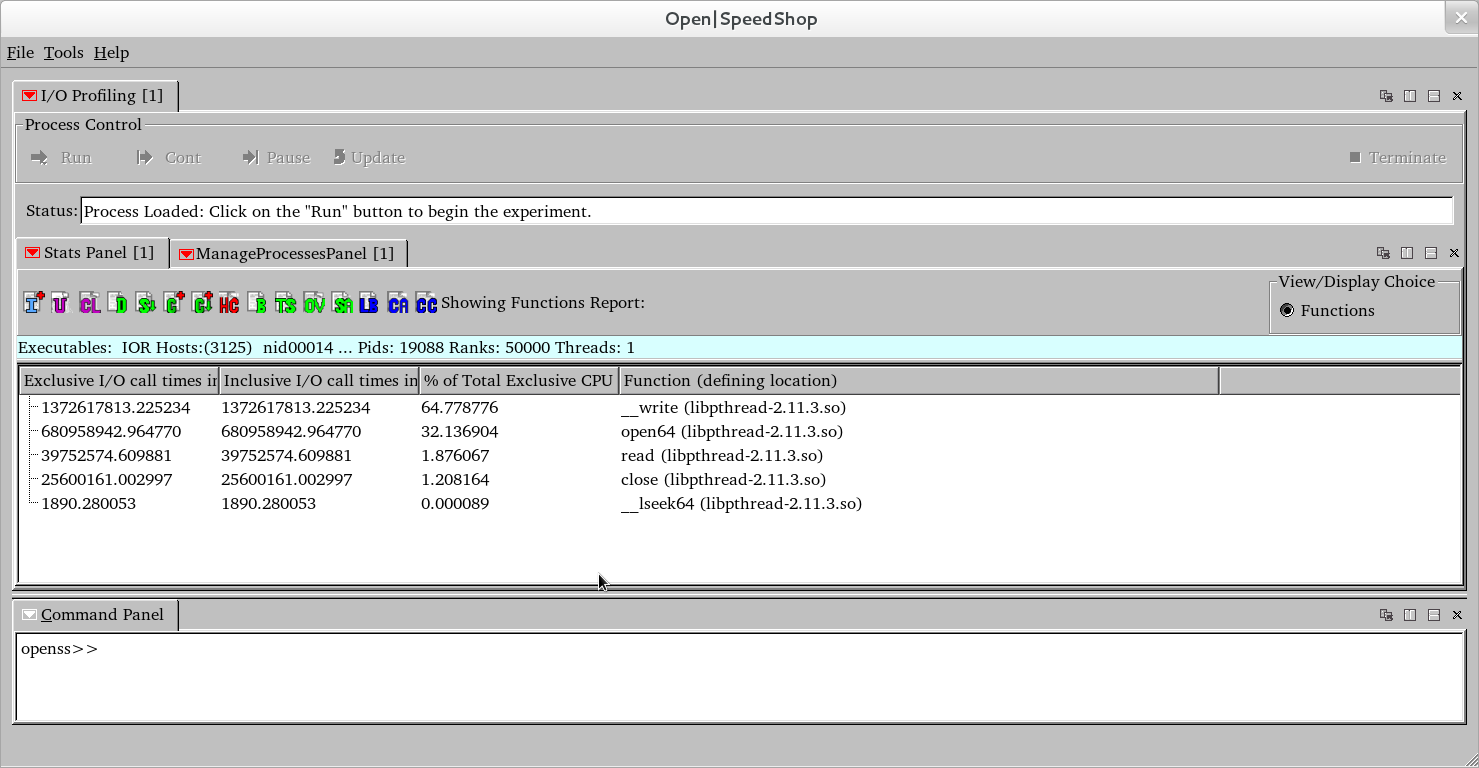 Open|SpeedShop
File Tools Help
I/O Profiling [1]
Process Control
Run Cont Pause Update Terminate
Status: Process Loaded: Click on the "Run" button to begin the experiment.
Stats Panel [1] ManageProcessesPanel [1]
I U CL D S↓ G G↓ HC B TS OV SA LB CA CC Showing Functions Report:
View/Display Choice
Functions
Executables: IOR Hosts:(3125) nid00014 ... Pids: 19088 Ranks: 50000 Threads: 1
Exclusive I/O call times in Inclusive I/O call times in % of Total Exclusive CPU Function (defining location)
1372617813.225234 1372617813.225234 64.778776 __write (libpthread-2.11.3.so)
680958942.964770 680958942.964770 32.136904 open64 (libpthread-2.11.3.so)
39752574.609881 39752574.609881 1.876067 read (libpthread-2.11.3.so)
25600161.002997 25600161.002997 1.208164 close (libpthread-2.11.3.so)
1890.280053 1890.280053 0.000089 __lseek64 (libpthread-2.11.3.so)
Command Panel
openss>>